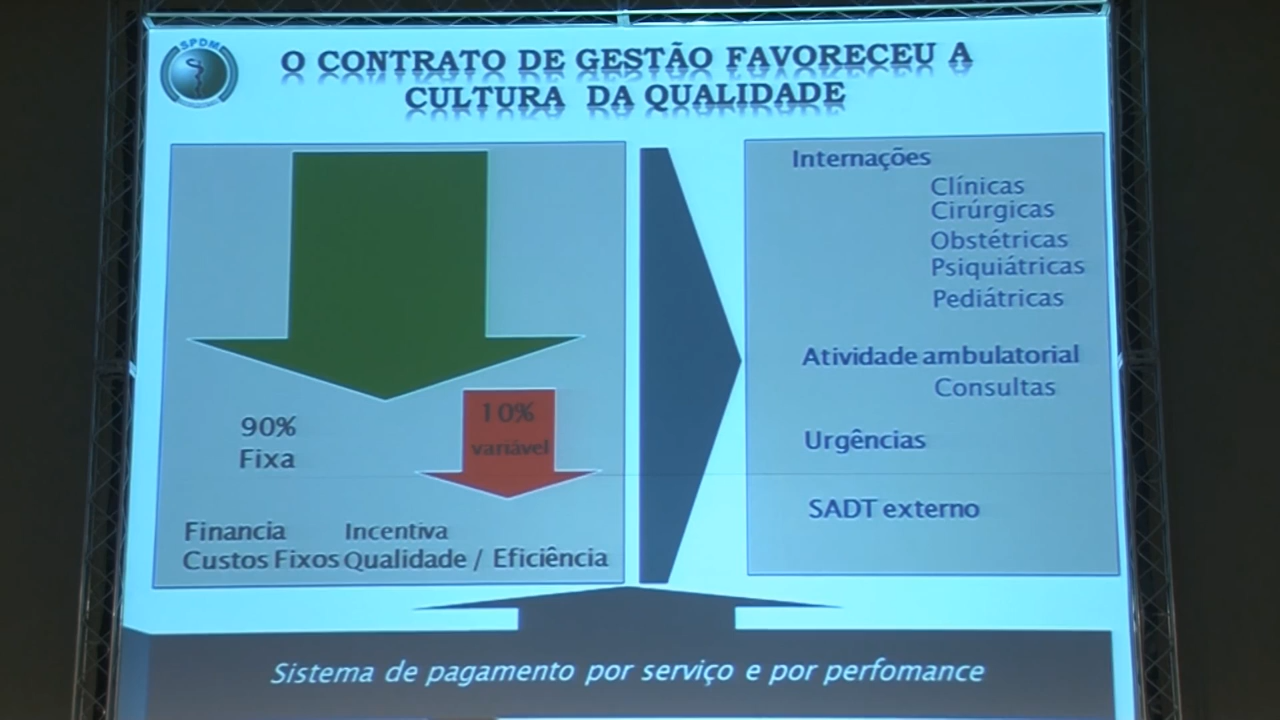 SPDM
O CONTRATO DE GESTÃO FAVORECEU A
CULTURA DA QUALIDADE
90%
Fixa
10%
variável
Financia
Custos Fixos
Incentiva
Qualidade / Eficiência
Internações
Clínicas
Cirúrgicas
Obstétricas
Psiquiátricas
Pediátricas
Atividade ambulatorial
Consultas
Urgências
SADT externo
Sistema de pagamento por serviço e por perfomance